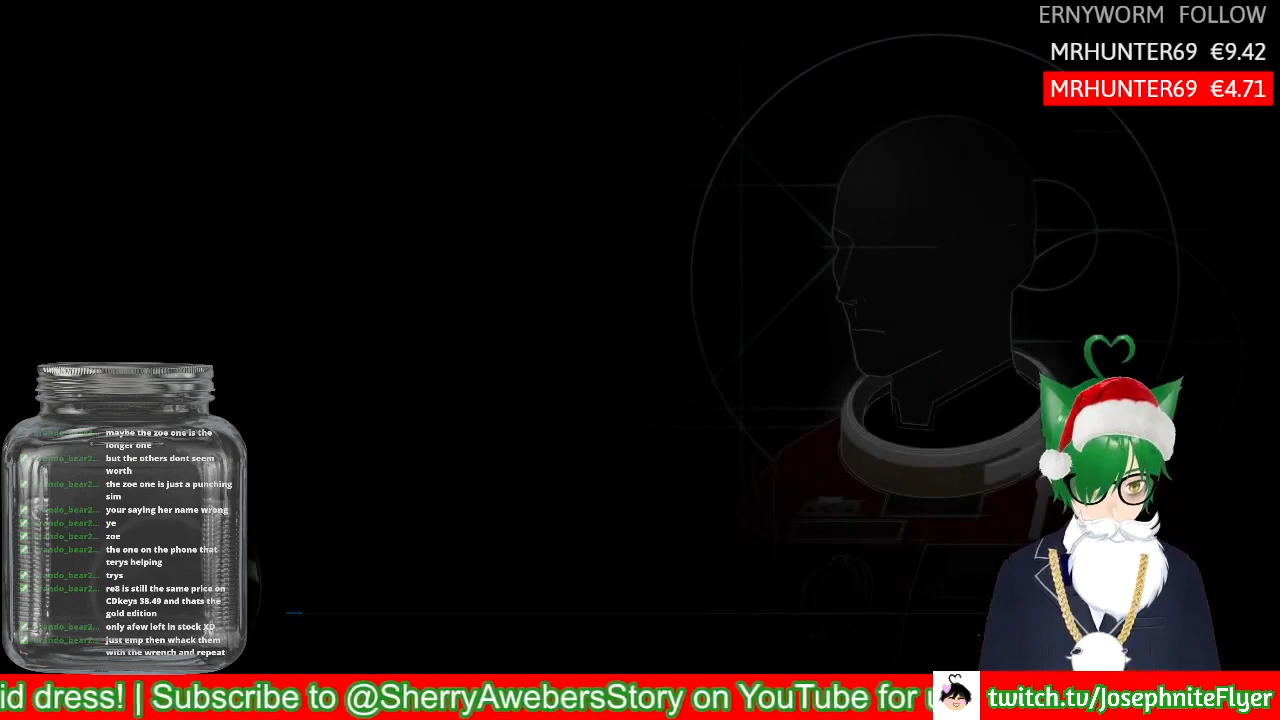 ERNYWORM FOLLOW
MRHUNTER69 €9.42
MRHUNTER69 €4.71
maybe the zoe one is the
longer one
but the others dont seem
worth
the zoe one is just a punching
sim
your saying her name wrong
ye
zoe
the one on the phone that
terys helping
trys
re8 is still the same price on
CDkeys 38.49 and thats the
gold edition
only afew left in stock XD
just emp then whack them
with the wrench and repeat
id dress! | Subscribe to @SherryAwebersStory on YouTube for
twitch.tv/JosephniteFlyer